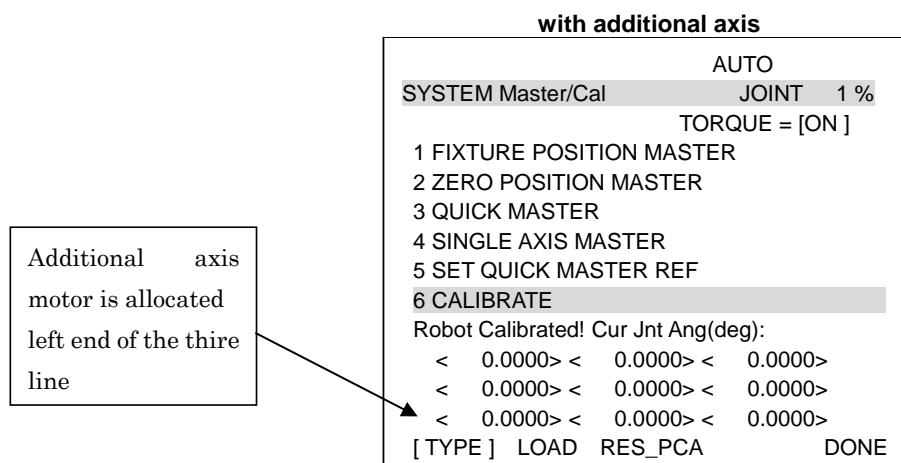 with additional axis
AUTO
SYSTEM Master/Cal JOINT 1 %
TORQUE = [ON ]
1 FIXTURE POSITION MASTER
2 ZERO POSITION MASTER
3 QUICK MASTER
4 SINGLE AXIS MASTER
5 SET QUICK MASTER REF
6 CALIBRATE
Robot Calibrated! Cur Jnt Ang(deg):
< 0.0000> < 0.0000> < 0.0000>
< 0.0000> < 0.0000> < 0.0000>
< 0.0000> < 0.0000> < 0.0000>
[ TYPE ] LOAD RES_PCA DONE
Additional axis
motor is allocated
left end of the thire
line